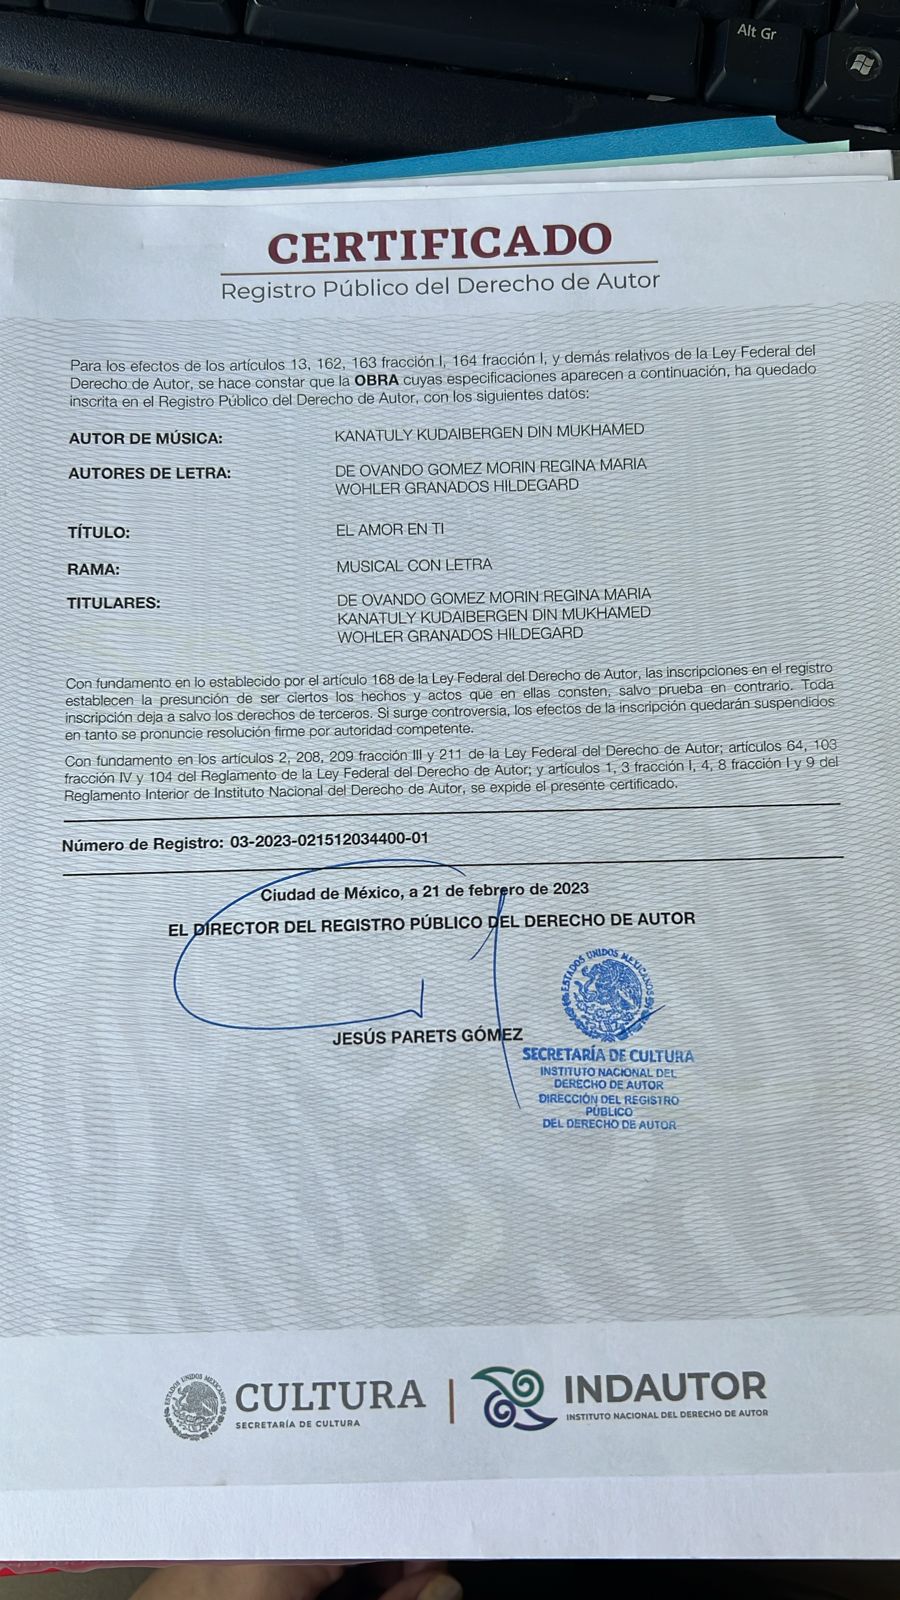 Alt Gr
CERTIFICADO
Registro Público del Derecho de Autor
Para los efectos de los artículos 13, 162, 163 fracción I, 164 fracción I, y demás relativos de la Ley Federal del
Derecho de Autor, se hace constar que la OBRA cuyas especificaciones aparecen a continuación, ha quedado
inscrita en el Registro Público del Derecho de Autor, con los siguientes datos:
AUTOR DE MÚSICA: KANATULY KUDAIBERGEN DIN MUKHAMED
AUTORES DE LETRA: DE OVANDO GOMEZ MORIN REGINA MARIA
WOHLER GRANADOS HILDEGARD
TÍTULO: EL AMOR EN TI
RAMA: MUSICAL CON LETRA
TITULARES: DE OVANDO GOMEZ MORIN REGINA MARIA
KANATULY KUDAIBERGEN DIN MUKHAMED
WOHLER GRANADOS HILDEGARD
Con fundamento en lo establecido por el artículo 168 de la Ley Federal del Derecho de Autor, las inscripciones en el registro
establecen la presunción de ser ciertos los hechos y actos que en ellas consten, salvo prueba en contrario. Toda
inscripción deja a salvo los derechos de terceros. Si surge controversia, los efectos de la inscripción quedarán suspendidos
en tanto se pronuncie resolución firme por autoridad competente.
Con fundamento en los artículos 2, 208, 209 fracción III y 211 de la Ley Federal del Derecho de Autor; artículos 64, 103
fracción IV y 104 del Reglamento de la Ley Federal del Derecho de Autor; y artículos 1, 3 fracción I, 4, 8 fracción I y 9 del
Reglamento Interior de Instituto Nacional del Derecho de Autor, se expide el presente certificado.
Número de Registro: 03-2023-021512034400-01
Ciudad de México, a 21 de febrero de 2023
EL DIRECTOR DEL REGISTRO PÚBLICO DEL DERECHO DE AUTOR
JESÚS PARETS GÓMEZ
ESTADOS UNIDOS MEXICANOS
SECRETARÍA DE CULTURA
INSTITUTO NACIONAL DEL
DERECHO DE AUTOR
DIRECCIÓN DEL REGISTRO
PÚBLICO
DEL DERECHO DE AUTOR
ESTADOS UNIDOS MEXICANOS
CULTURA
SECRETARÍA DE CULTURA
INDAUTOR
INSTITUTO NACIONAL DEL DERECHO DE AUTOR